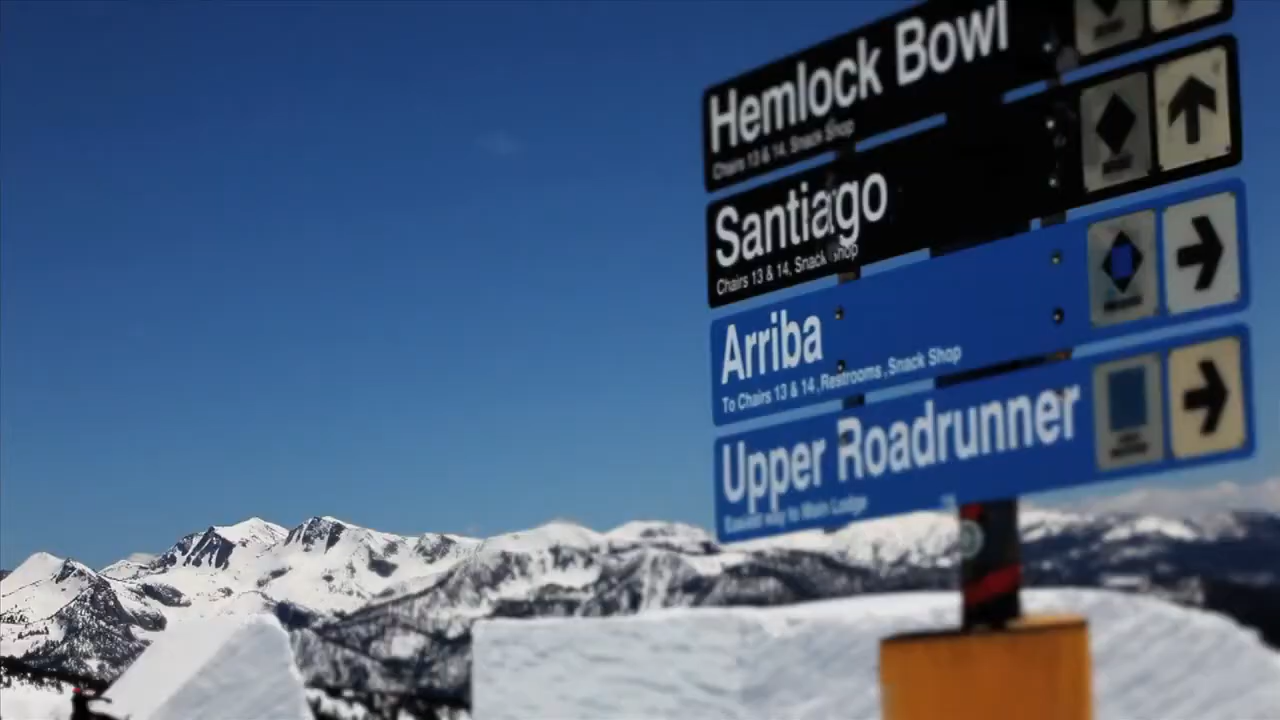 Hemlock Bowl
Chairs 13 & 14, Snack Shop
Santiago
Chairs 13 & 14, Snack Shop
Arriba
To Chairs 13 & 14, Restrooms, Snack Shop
Upper Roadrunner
Easiest way to Main Lodge